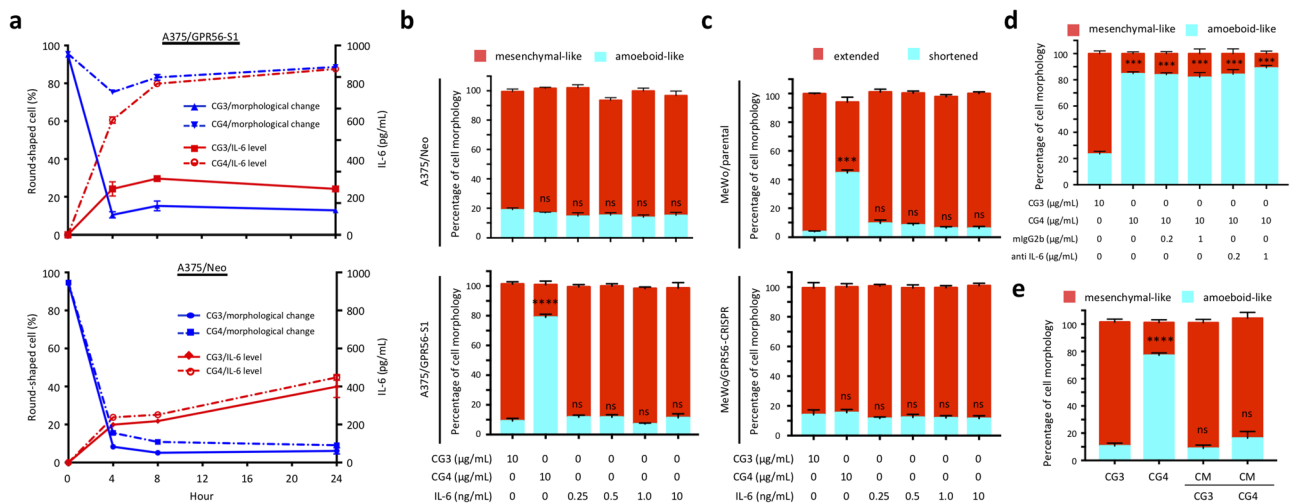 a
A375/GPR56-S1
100
80
60
40
20
0
Round-shaped cell (%)
1000
800
600
400
200
0
IL-6 (pg/mL)
CG3/morphological change
CG4/morphological change
CG3/IL-6 level
CG4/IL-6 level
0 4 8 12 16 20 24
A375/Neo
100
80
60
40
20
0
Round-shaped cell (%)
1000
800
600
400
200
0
IL-6 (pg/mL)
CG3/morphological change
CG4/morphological change
CG3/IL-6 level
CG4/IL-6 level
0 4 8 12 16 20 24
Hour
b
mesenchymal-like amoeboid-like
A375/Neo
Percentage of cell morphology
100
80
60
40
20
0
ns ns ns ns ns
A375/GPR56-S1
Percentage of cell morphology
100
80
60
40
20
0
**** ns ns ns ns
CG3 (μg/mL) 10 0 0 0 0 0
CG4 (μg/mL) 0 10 0 0 0 0
IL-6 (ng/mL) 0 0 0.25 0.5 1.0 10
c
extended shortened
MeWo/parental
Percentage of cell morphology
100
80
60
40
20
0
*** ns ns ns ns
MeWo/GPR56-CRISPR
Percentage of cell morphology
100
80
60
40
20
0
ns ns ns ns ns
CG3 (μg/mL) 10 0 0 0 0 0
CG4 (μg/mL) 0 10 0 0 0 0
IL-6 (ng/mL) 0 0 0.25 0.5 1.0 10
d
mesenchymal-like amoeboid-like
Percentage of cell morphology
100
80
60
40
20
0
*** *** *** *** ***
CG3 (μg/mL) 10 0 0 0 0 0
CG4 (μg/mL) 0 10 10 10 10 10
mIgG2b (μg/mL) 0 0 0.2 1 0 0
anti IL-6 (μg/mL) 0 0 0 0 0.2 1
e
mesenchymal-like amoeboid-like
Percentage of cell morphology
100
80
60
40
20
10
0
**** ns ns
CG3 CG4 CM CM
CG3 CG4